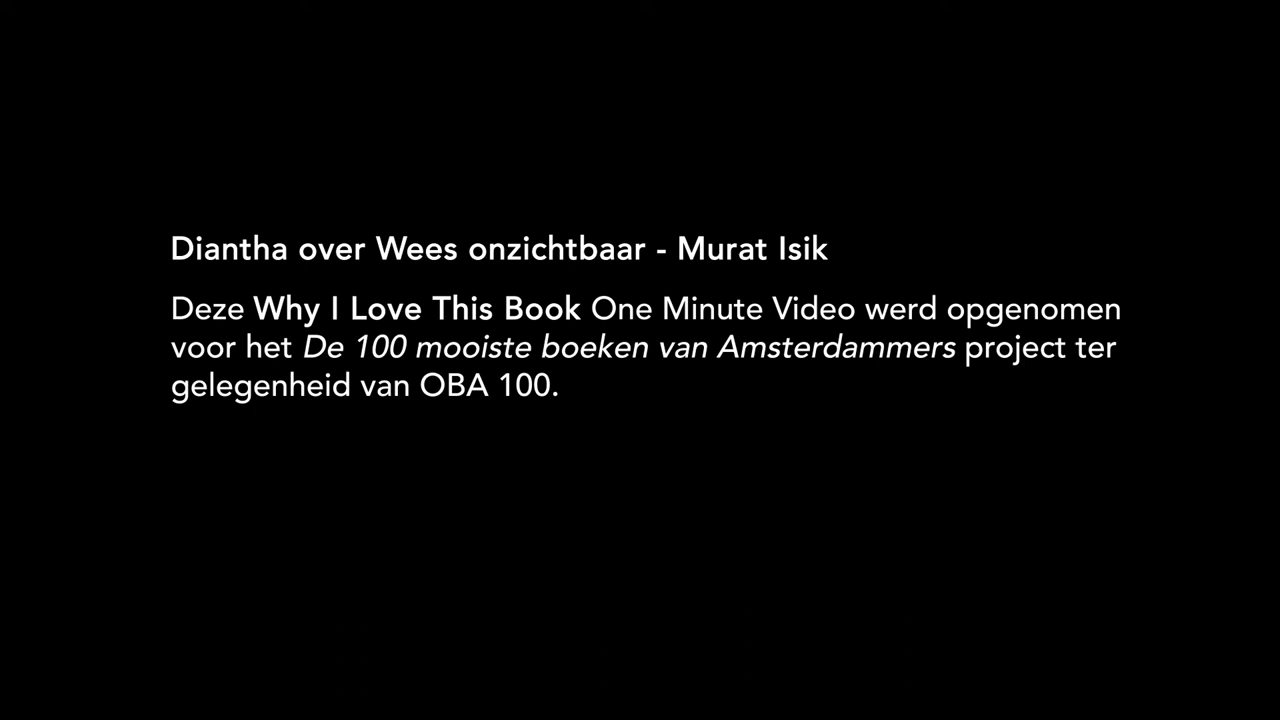 Diantha over Wees onzichtbaar - Murat Isik
Deze Why I Love This Book One Minute Video werd opgenomen
voor het De 100 mooiste boeken van Amsterdammers project ter
gelegenheid van OBA 100.